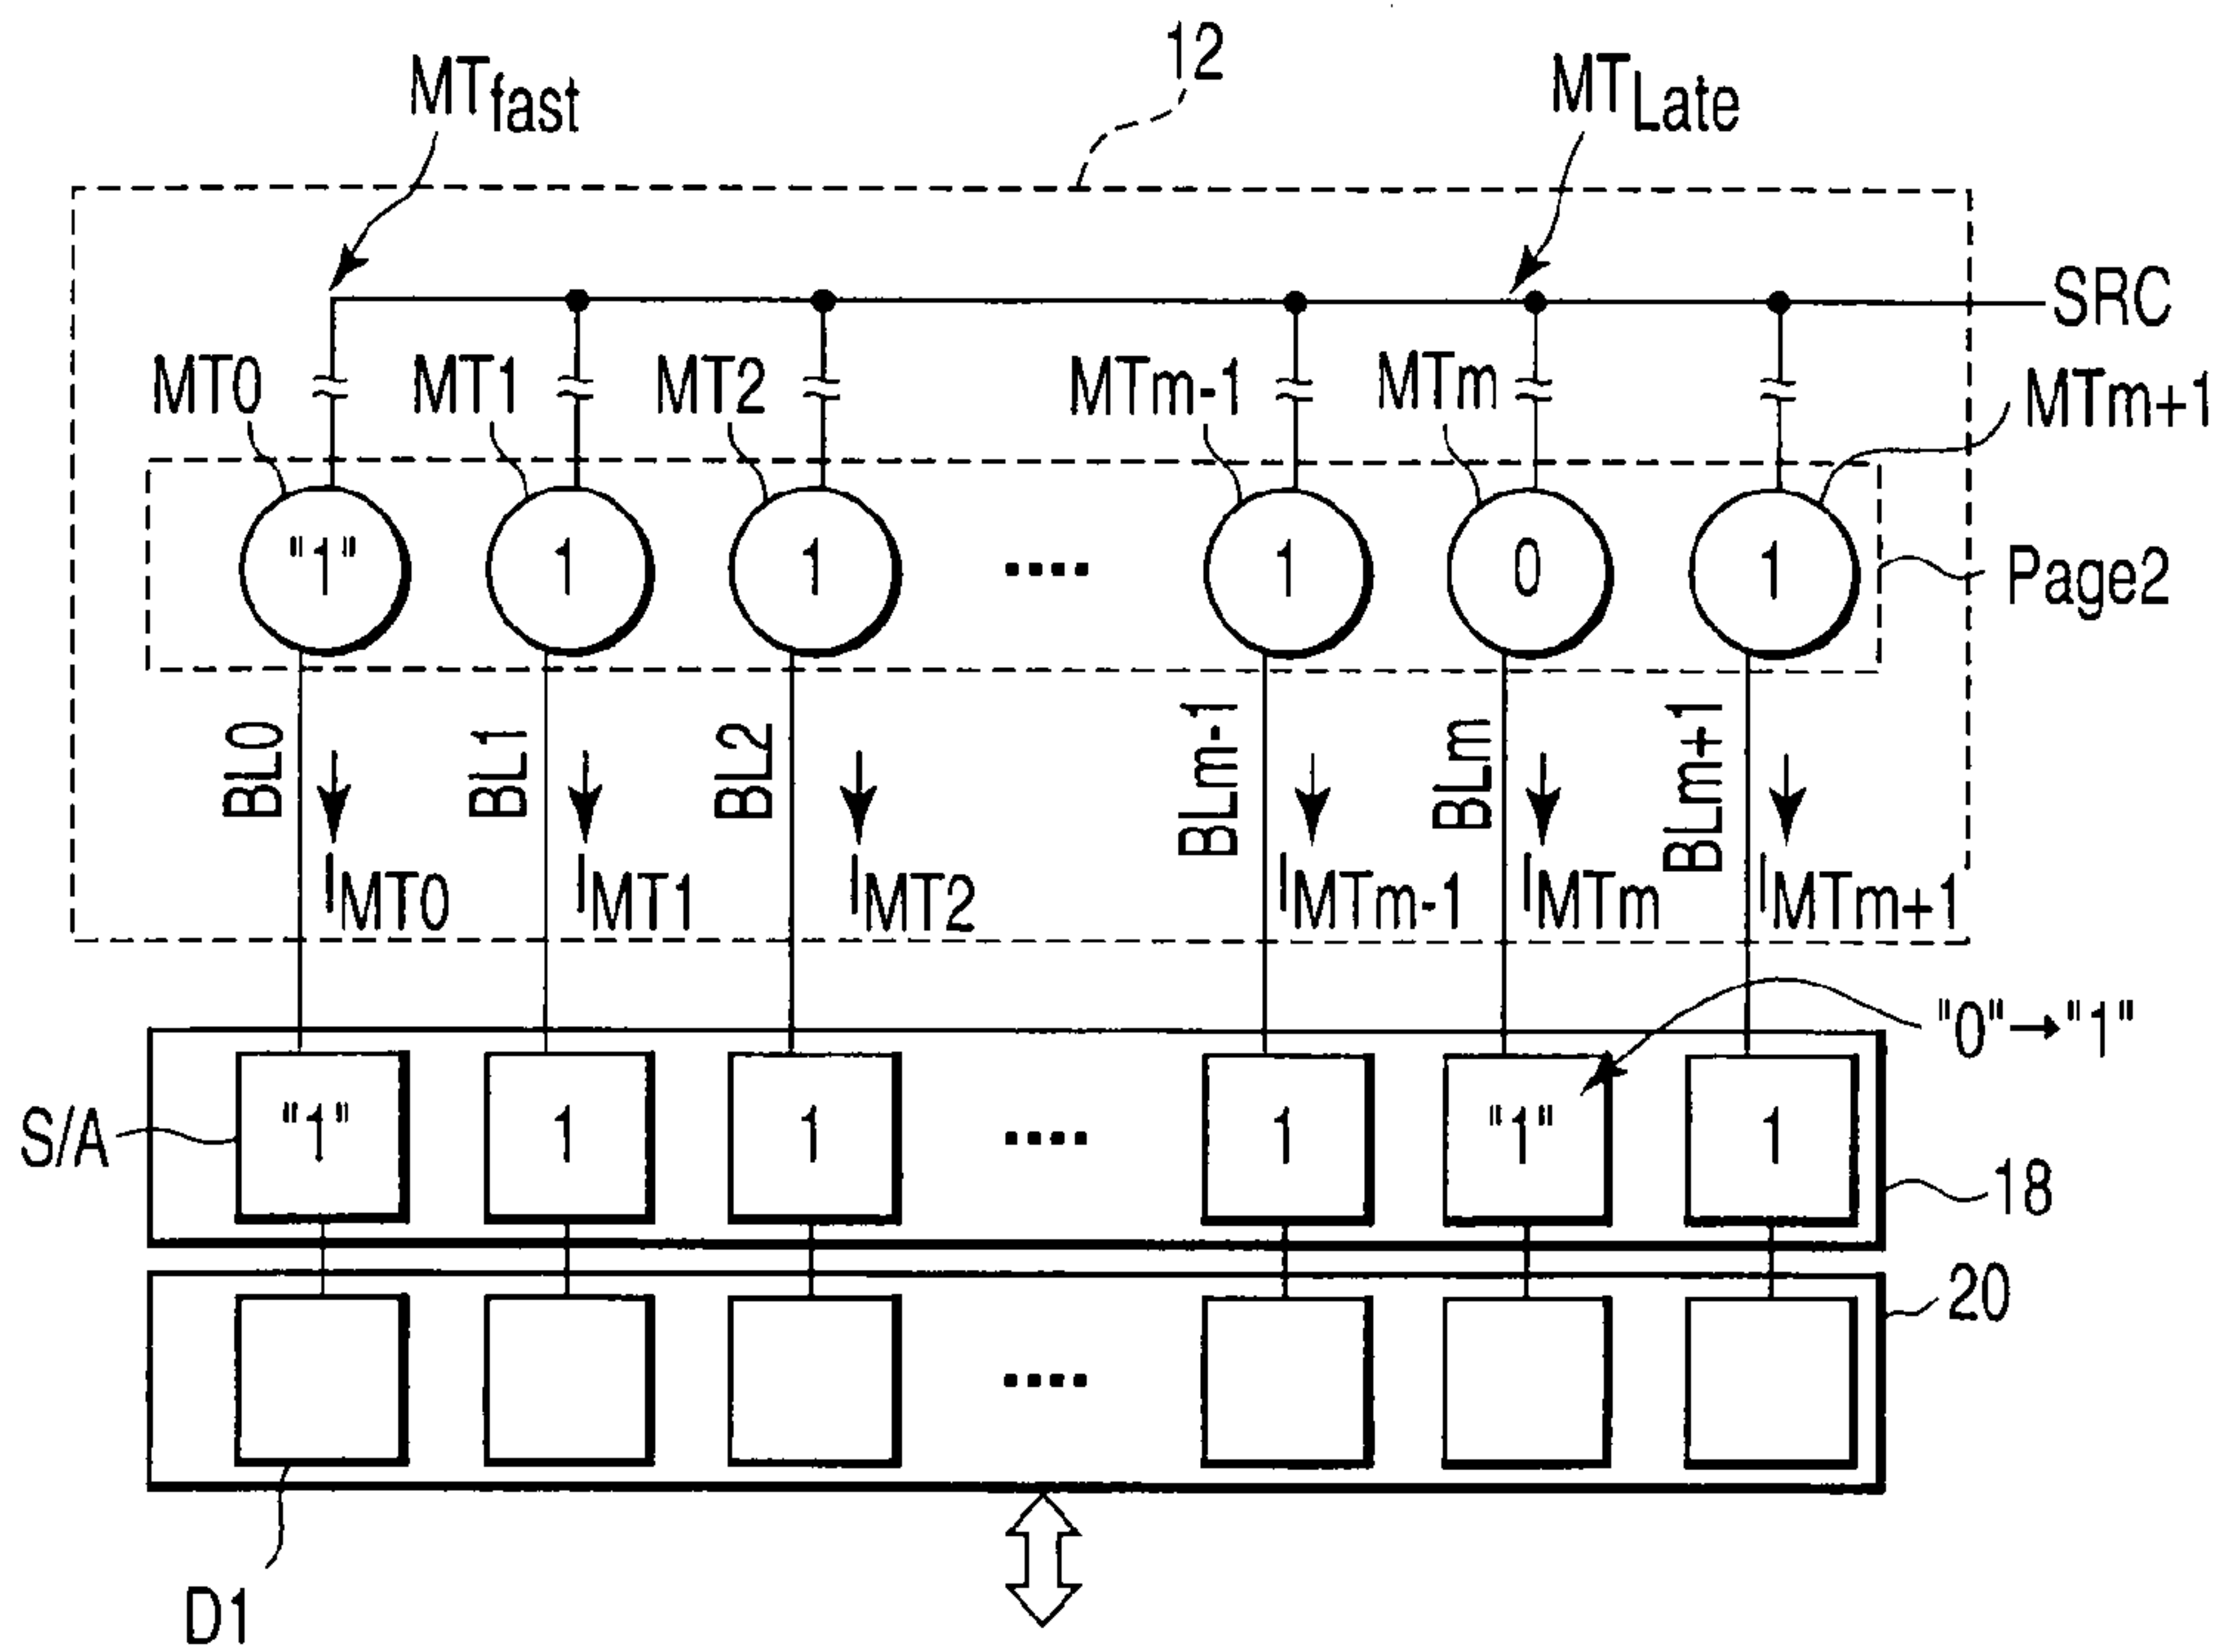 12
MTfast
MTLate
SRC
MT0
MT1
MT2
MTm-1
MTm
MTm+1
"1"
1
1
....
1
0
1
Page2
BL0
BL1
BL2
BLm-1
BLm
BLm+1
IMT0
IMT1
IMT2
IMTm-1
IMTm
IMTm+1
"0"→"1"
S/A
"1"
1
1
....
1
"1"
1
18
20
....
D1